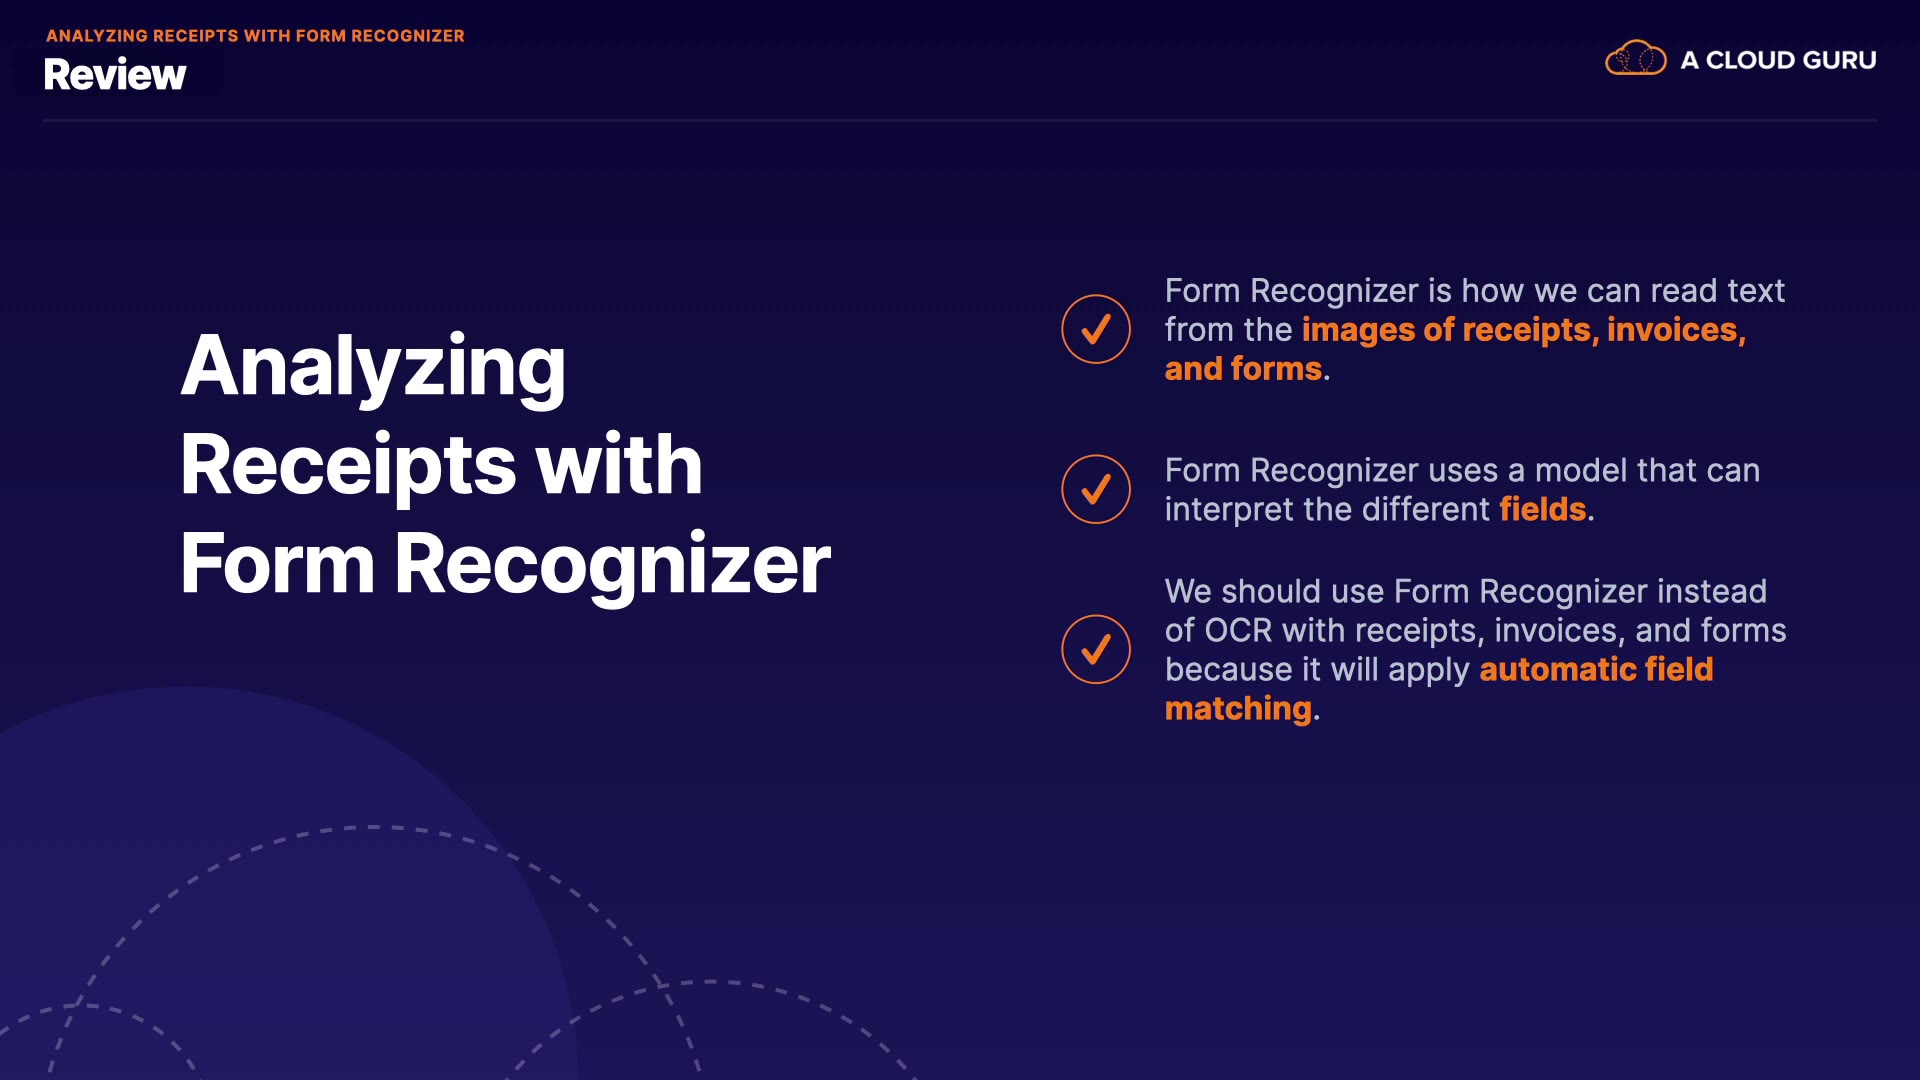 ANALYZING RECEIPTS WITH FORM RECOGNIZER
Review
A CLOUD GURU
Analyzing
Receipts with
Form Recognizer
Form Recognizer is how we can read text
from the images of receipts, invoices,
and forms.
Form Recognizer uses a model that can
interpret the different fields.
We should use Form Recognizer instead
of OCR with receipts, invoices, and forms
because it will apply automatic field
matching.